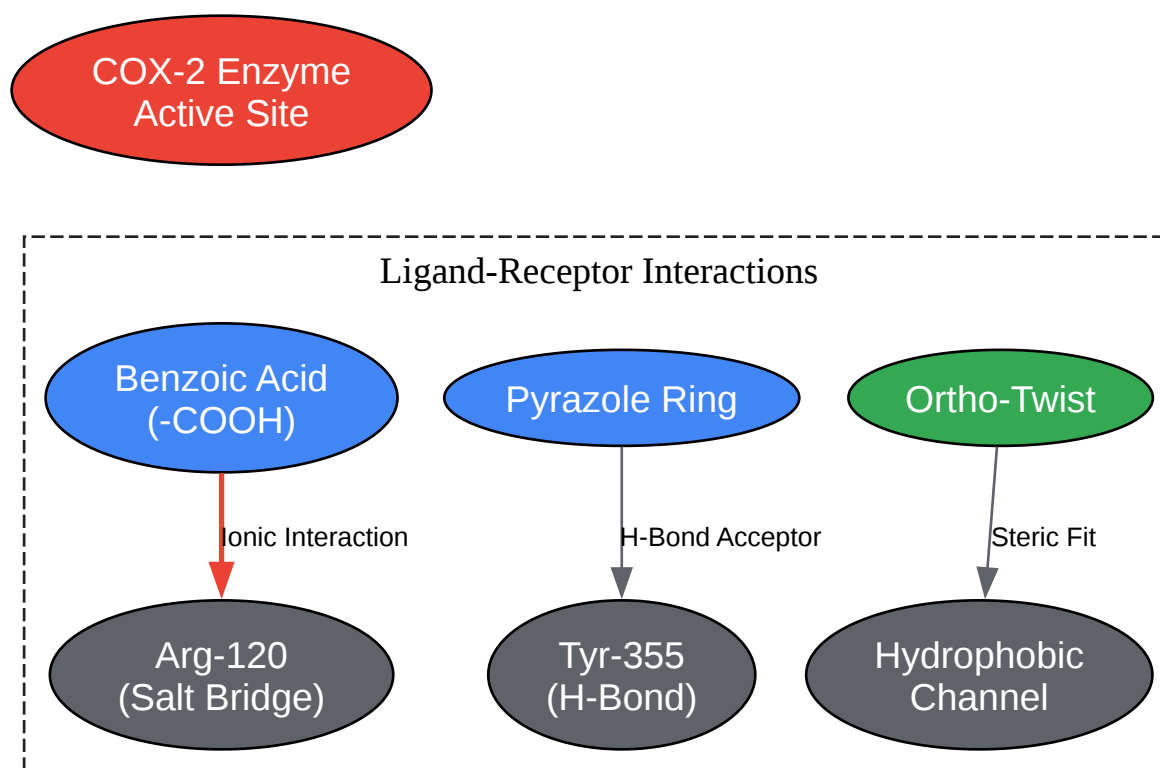 COX-2 Enzyme
Active Site
Ligand-Receptor Interactions
Benzoic Acid
(-COOH)
Pyrazole Ring
Ortho-Twist
Ionic Interaction
H-Bond Acceptor
Steric Fit
Arg-120
(Salt Bridge)
Tyr-355
(H-Bond)
Hydrophobic
Channel